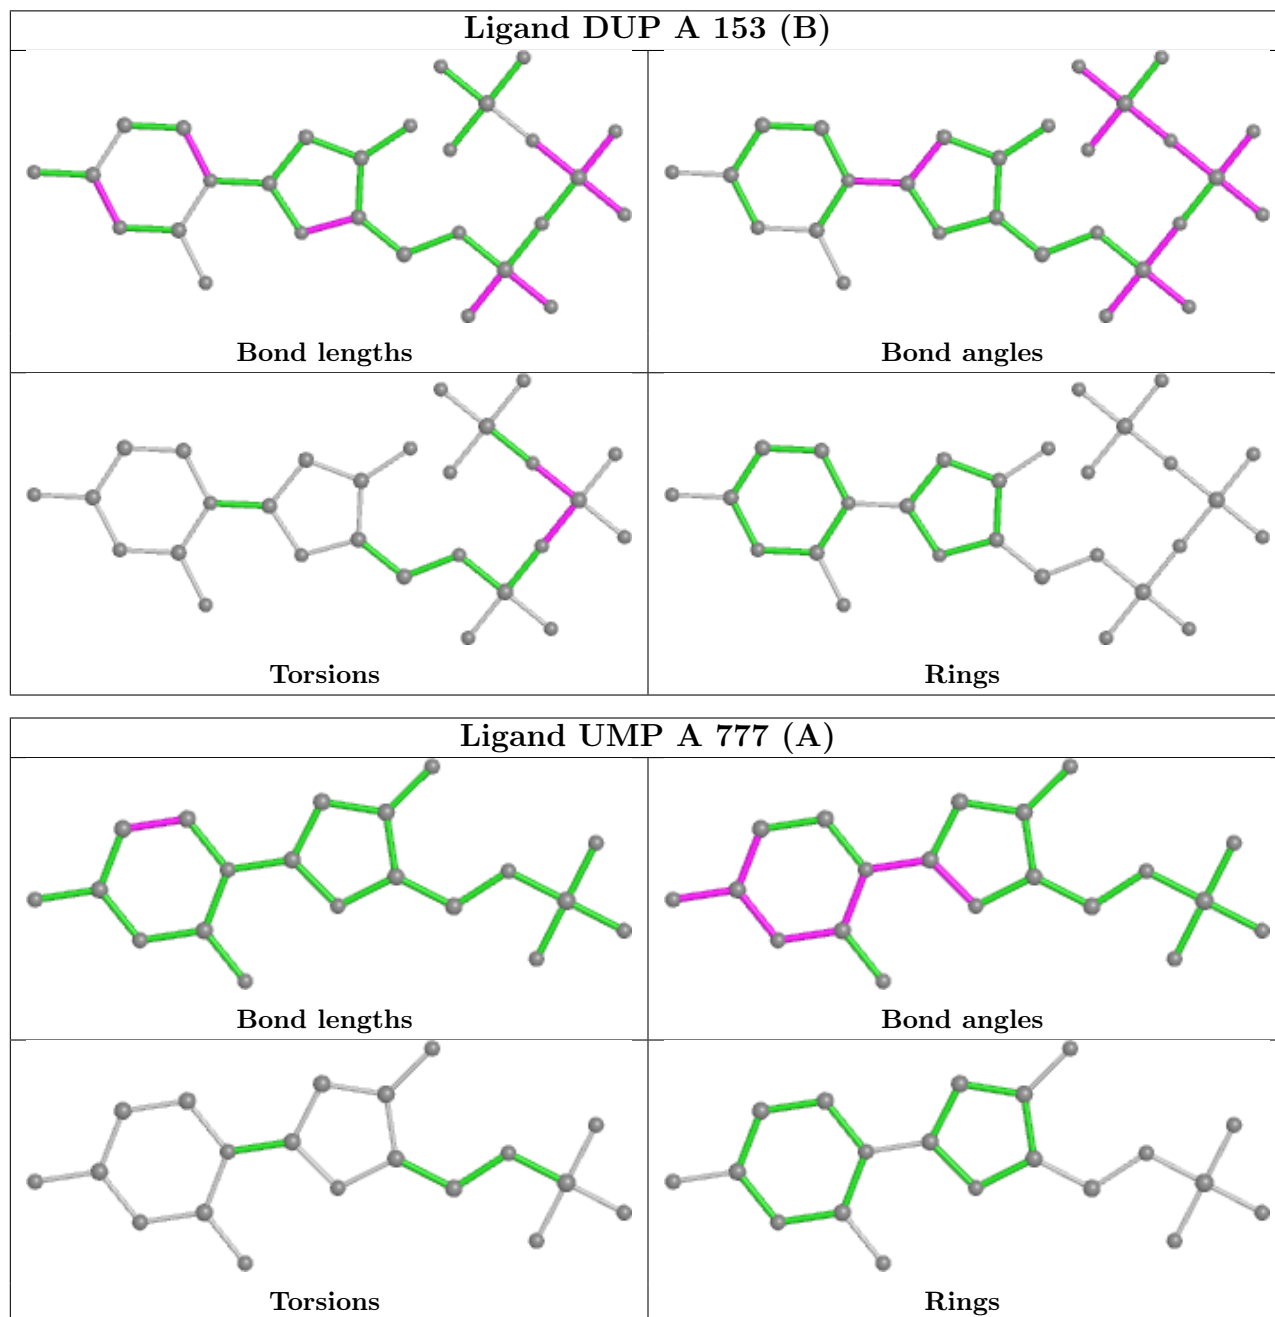 Ligand DUP A 153 (B)
Bond lengths
Bond angles
Torsions
Rings
Ligand UMP A 777 (A)
Bond lengths
Bond angles
Torsions
Rings